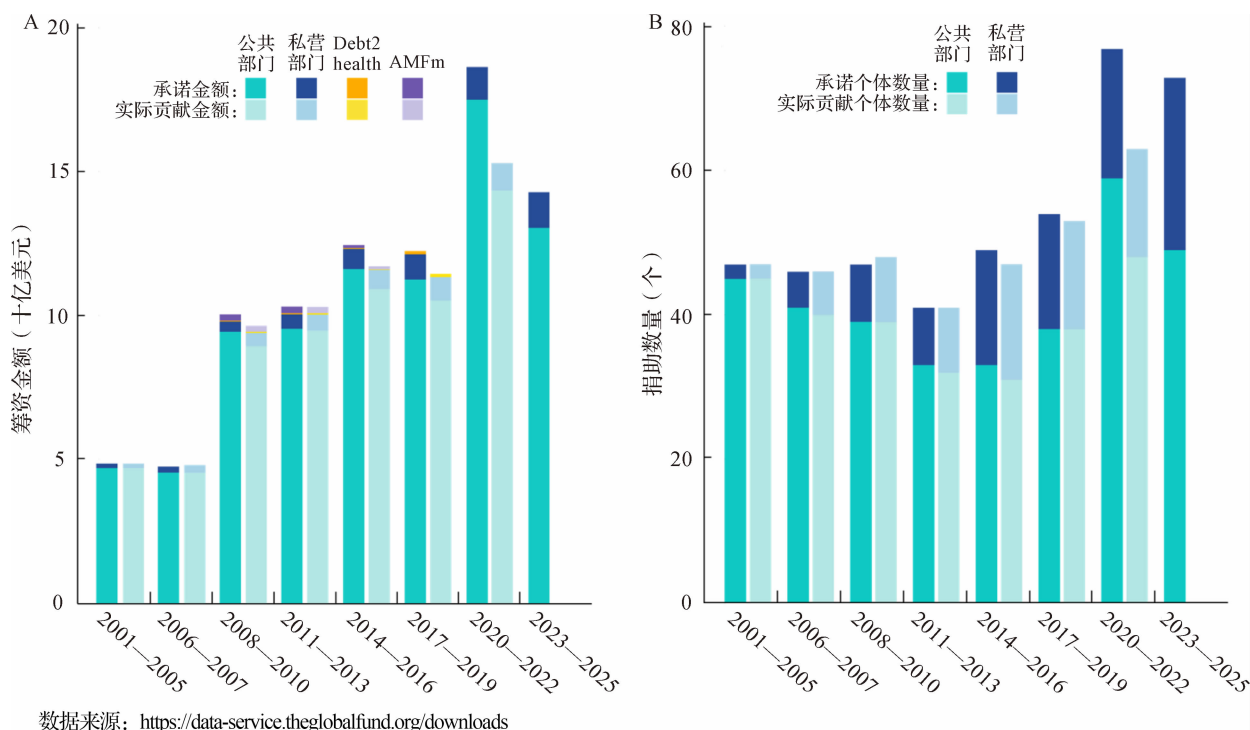 A
筹资金额（十亿美元）
20
15
10
5
0
公共部门
私营部门
Debt2 health
AMFm
承诺金额：
实际贡献金额：
2001—2005
2006—2007
2008—2010
2011—2013
2014—2016
2017—2019
2020—2022
2023—2025
B
捐助数量（个）
80
60
40
20
0
公共部门
私营部门
承诺个体数量：
实际贡献个体数量：
2001—2005
2006—2007
2008—2010
2011—2013
2014—2016
2017—2019
2020—2022
2023—2025
数据来源：https://data-service.theglobalfund.org/downloads